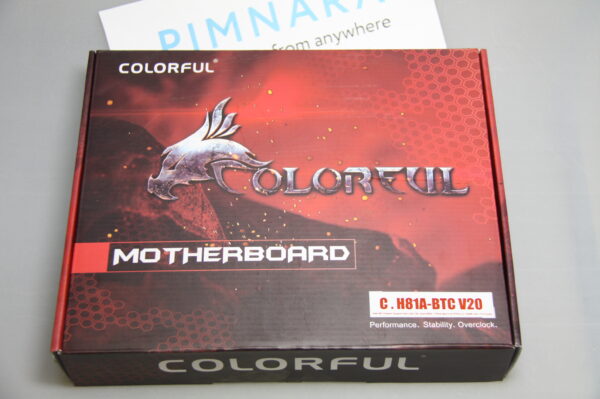 PIMNARA
from anywhere
COLORFUL®
COLORFUL
MOTHERBOARD
C . H81A-BTC V20
Performance. Stability. Overclock.
COLORFUL